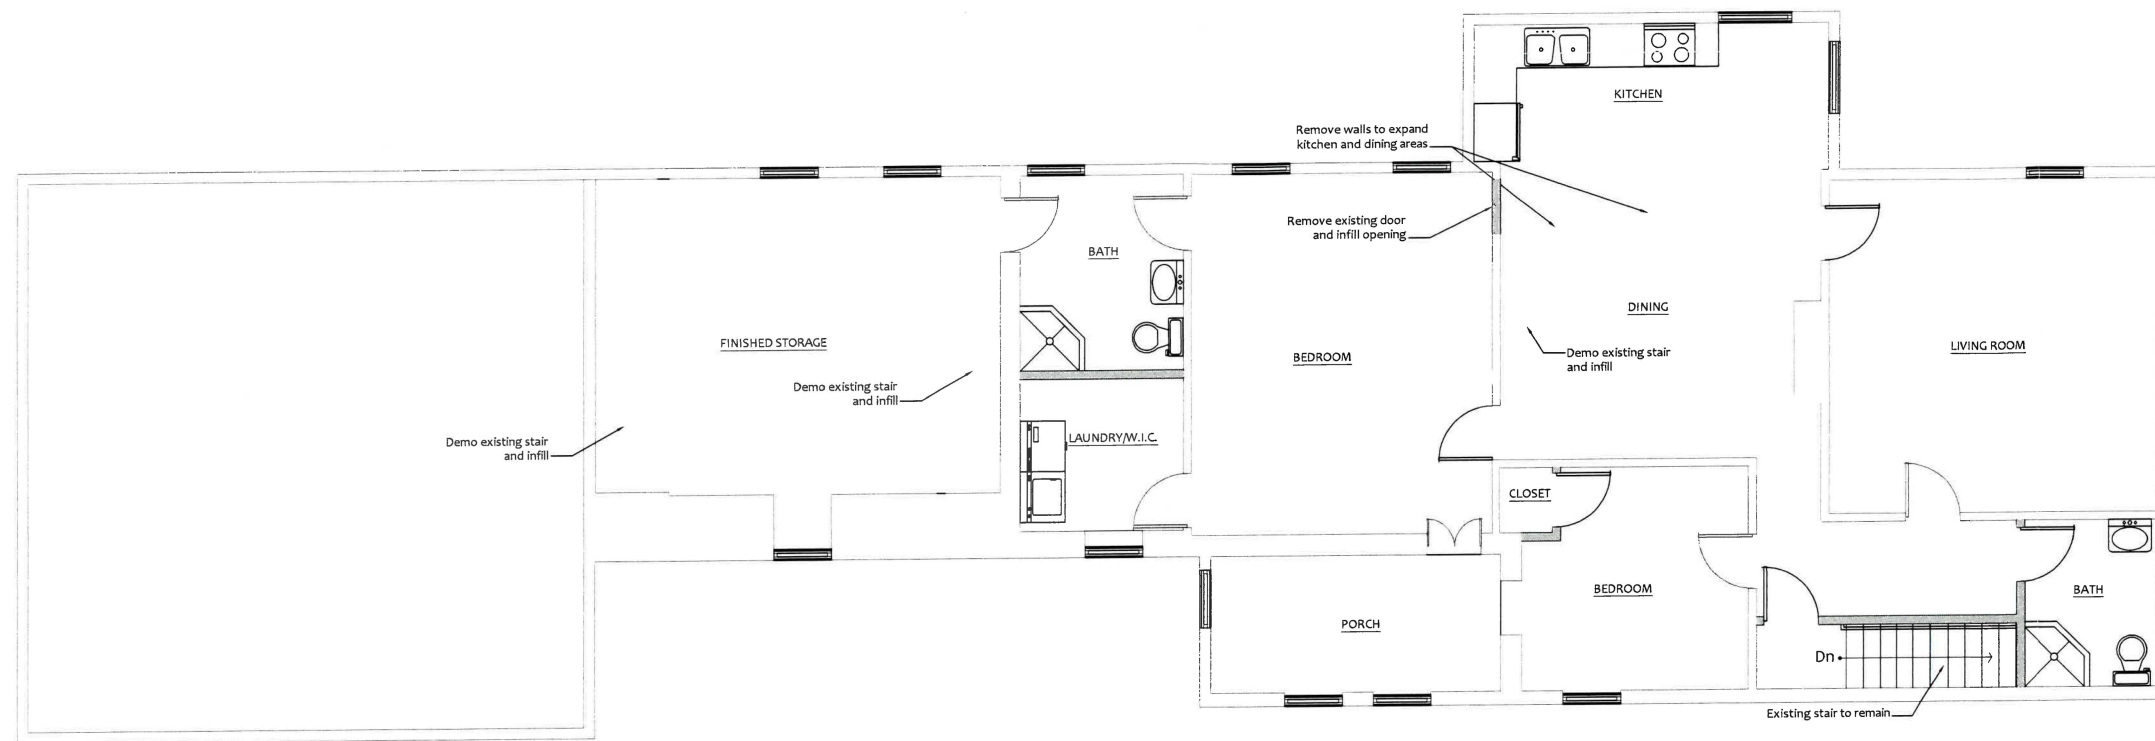 KITCHEN
Remove walls to expand
kitchen and dining areas
Remove existing door
and infill opening
BATH
DINING
FINISHED STORAGE
BEDROOM
LIVING ROOM
Demo existing stair
and infill
Demo existing stair
and infill
Demo existing stair
and infill
LAUNDRY/W.I.C.
CLOSET
BEDROOM
BATH
PORCH
Dn
Existing stair to remain